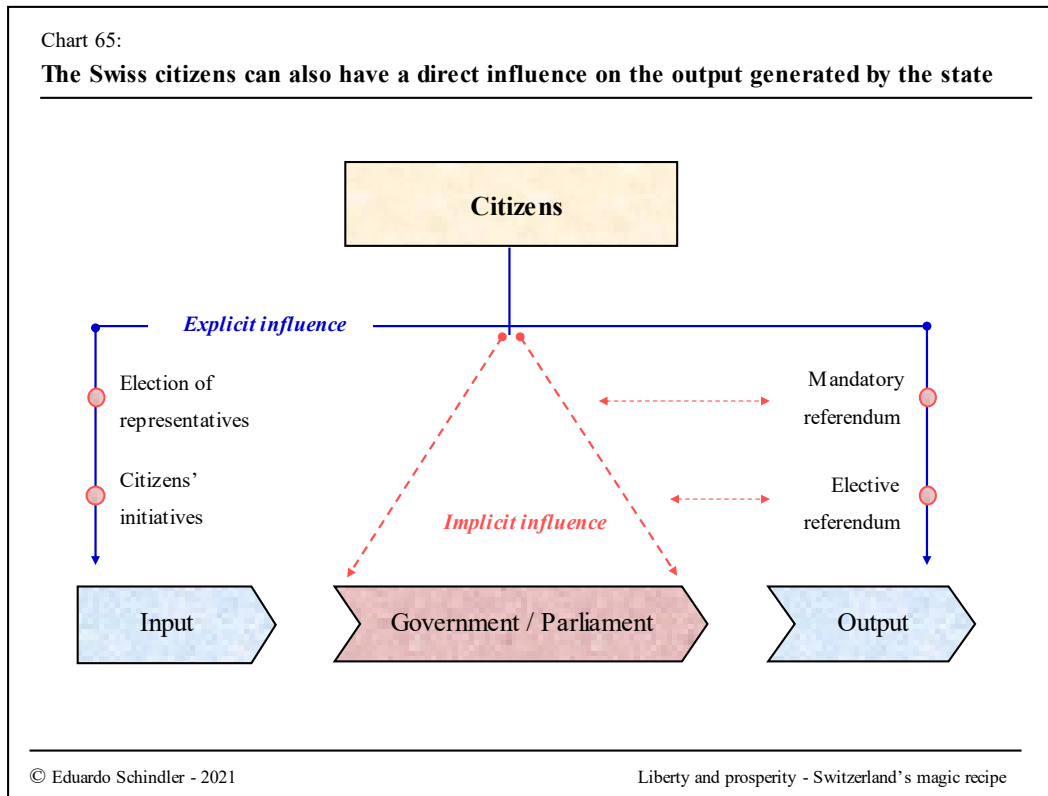 Chart 65:
The Swiss citizens can also have a direct influence on the output generated by the state
Citizens
Explicit influence
Election of
representatives
Citizens’
initiatives
Mandatory
referendum
Elective
referendum
Implicit influence
Input
Government / Parliament
Output
© Eduardo Schindler - 2021
Liberty and prosperity - Switzerland’s magic recipe